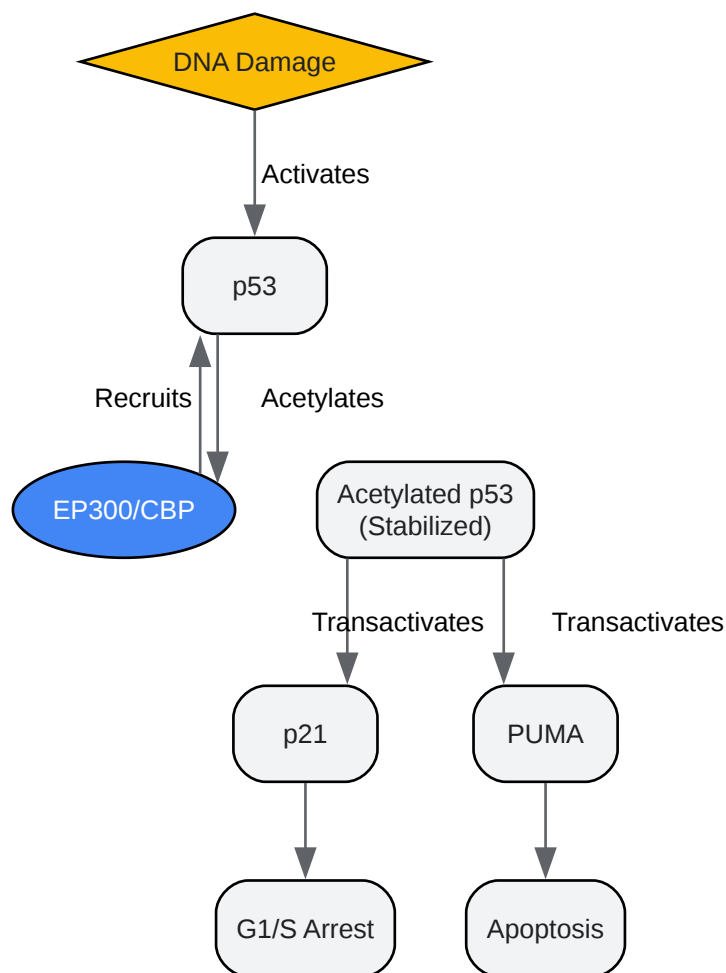 DNA Damage
Activates
p53
Recruits
Acetylates
EP300/CBP
Acetylated p53
(Stabilized)
Transactivates
Transactivates
p21
PUMA
G1/S Arrest
Apoptosis